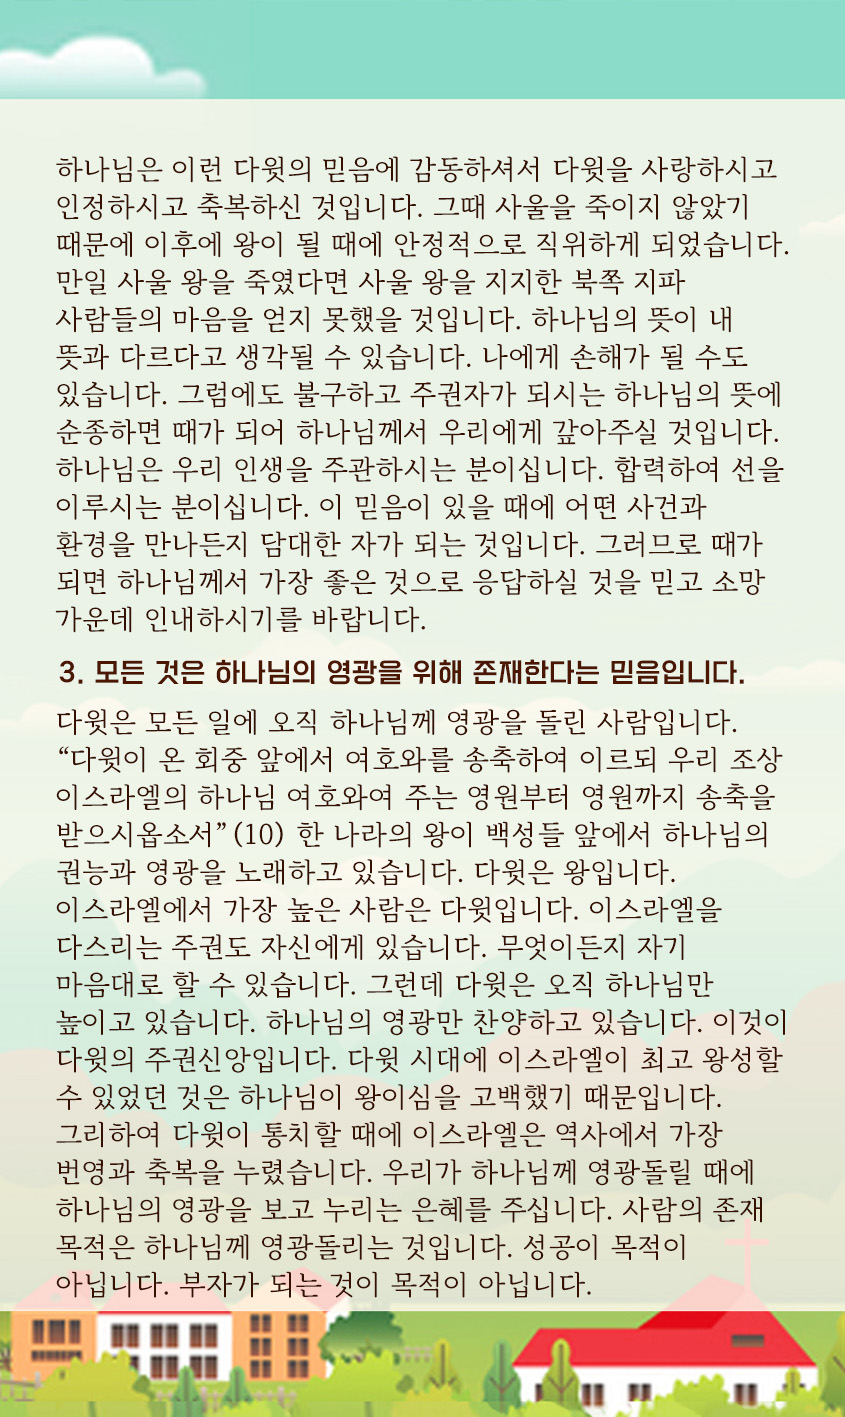 하나님은 이런 다윗의 믿음에 감동하셔서 다윗을 사랑하시고
인정하시고 축복하신 것입니다. 그때 사울을 죽이지 않았기
때문에 이후에 왕이 될 때에 안정적으로 직위하게 되었습니다.
만일 사울 왕을 죽였다면 사울 왕을 지지한 북쪽 지파
사람들의 마음을 얻지 못했을 것입니다. 하나님의 뜻이 내
뜻과 다르다고 생각될 수 있습니다. 나에게 손해가 될 수도
있습니다. 그럼에도 불구하고 주권자가 되시는 하나님의 뜻에
순종하면 때가 되어 하나님께서 우리에게 갚아주실 것입니다.
하나님은 우리 인생을 주관하시는 분이십니다. 합력하여 선을
이루시는 분이십니다. 이 믿음이 있을 때에 어떤 사건과
환경을 만나든지 담대한 자가 되는 것입니다. 그러므로 때가
되면 하나님께서 가장 좋은 것으로 응답하실 것을 믿고 소망
가운데 인내하시기를 바랍니다.
3. 모든 것은 하나님의 영광을 위해 존재한다는 믿음입니다.
다윗은 모든 일에 오직 하나님께 영광을 돌린 사람입니다.
“다윗이 온 회중 앞에서 여호와를 송축하여 이르되 우리 조상
이스라엘의 하나님 여호와여 주는 영원부터 영원까지 송축을
받으시옵소서”(10) 한 나라의 왕이 백성들 앞에서 하나님의
권능과 영광을 노래하고 있습니다. 다윗은 왕입니다.
이스라엘에서 가장 높은 사람은 다윗입니다. 이스라엘을
다스리는 주권도 자신에게 있습니다. 무엇이든지 자기
마음대로 할 수 있습니다. 그런데 다윗은 오직 하나님만
높이고 있습니다. 하나님의 영광만 찬양하고 있습니다. 이것이
다윗의 주권신앙입니다. 다윗 시대에 이스라엘이 최고 왕성할
수 있었던 것은 하나님이 왕이심을 고백했기 때문입니다.
그리하여 다윗이 통치할 때에 이스라엘은 역사에서 가장
번영과 축복을 누렸습니다. 우리가 하나님께 영광돌릴 때에
하나님의 영광을 보고 누리는 은혜를 주십니다. 사람의 존재
목적은 하나님께 영광돌리는 것입니다. 성공이 목적이
아닙니다. 부자가 되는 것이 목적이 아닙니다.